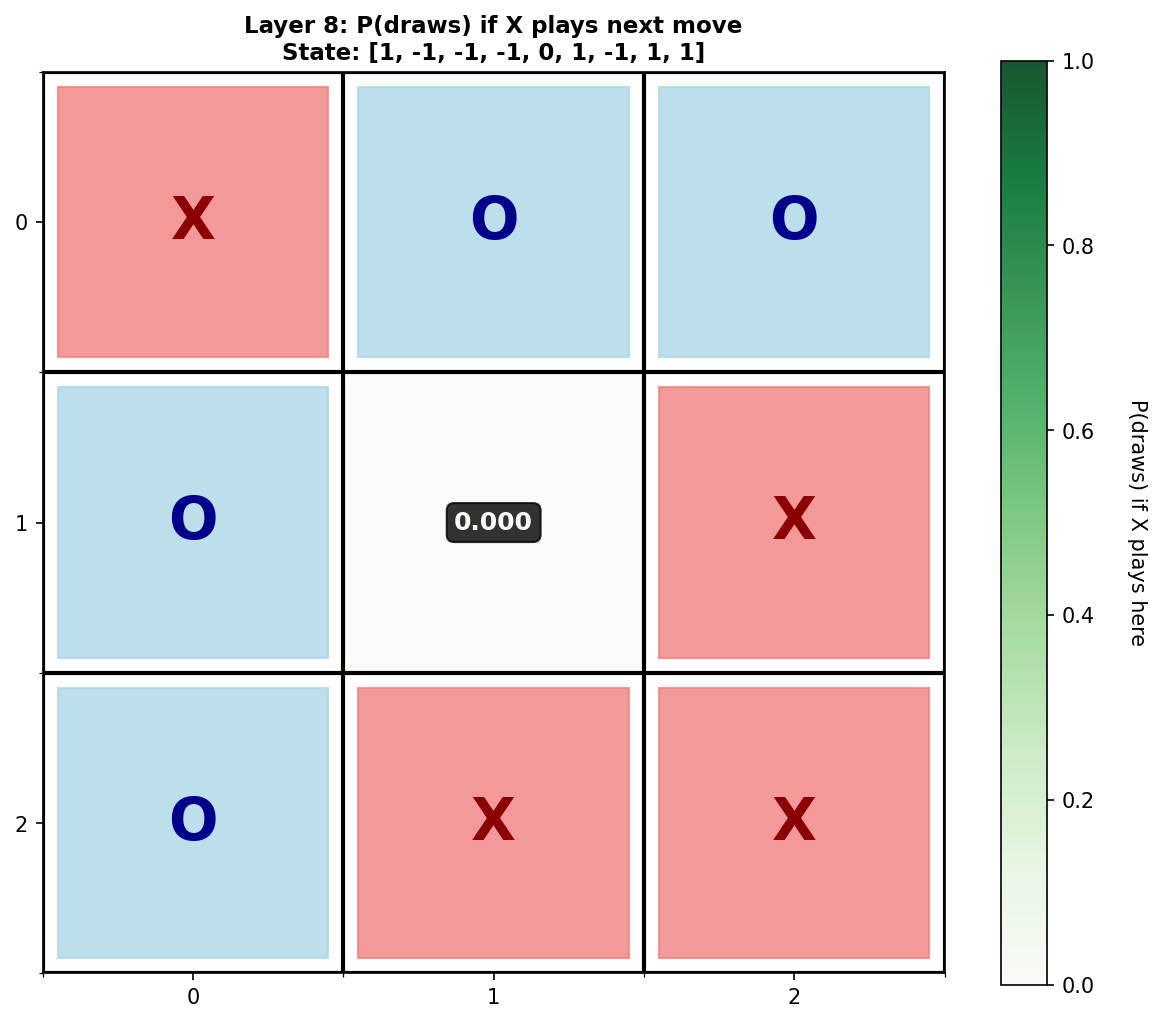 Layer 8: P(draws) if X plays next move
State: [1, -1, -1, -1, 0, 1, -1, 1, 1]
X O O
O 0.000 X
O X X
0
1
2
0 1 2
1.0
0.8
0.6
0.4
0.2
0.0
P(draws) if X plays here